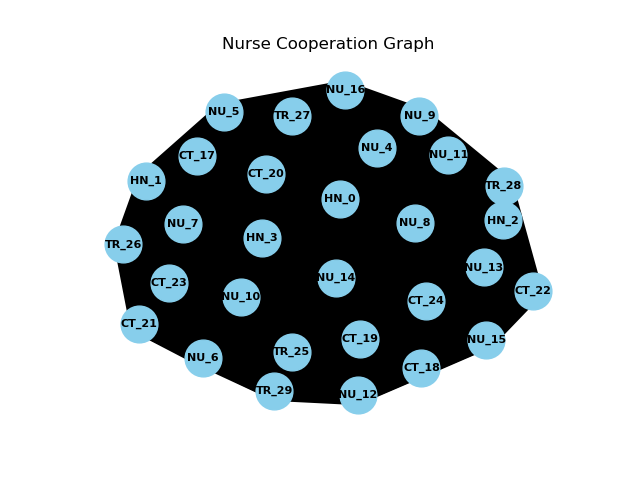 Nurse Cooperation Graph
NU_16
NU_5
TR_27
NU_9
NU_4
CT_17
NU_11
CT_20
HN_1
TR_28
HN_0
NU_7
NU_8
HN_2
HN_3
TR_26
NU_13
NU_14
CT_23
CT_22
NU_10
CT_24
CT_21
CT_19
NU_15
TR_25
NU_6
CT_18
TR_29
NU_12